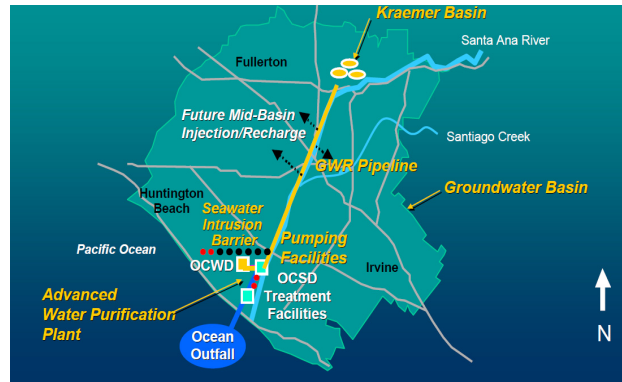 Kraemer Basin
Santa Ana River
Fullerton
Future Mid-Basin
Injection/Recharge
Santiago Creek
GWR Pipeline
Groundwater Basin
Huntington
Beach
Seawater
Intrusion
Barrier
Pacific Ocean
Pumping
Facilities
OCWD
Irvine
OCSD
Treatment
Facilities
Advanced
Water Purification
Plant
Ocean
Outfall
N